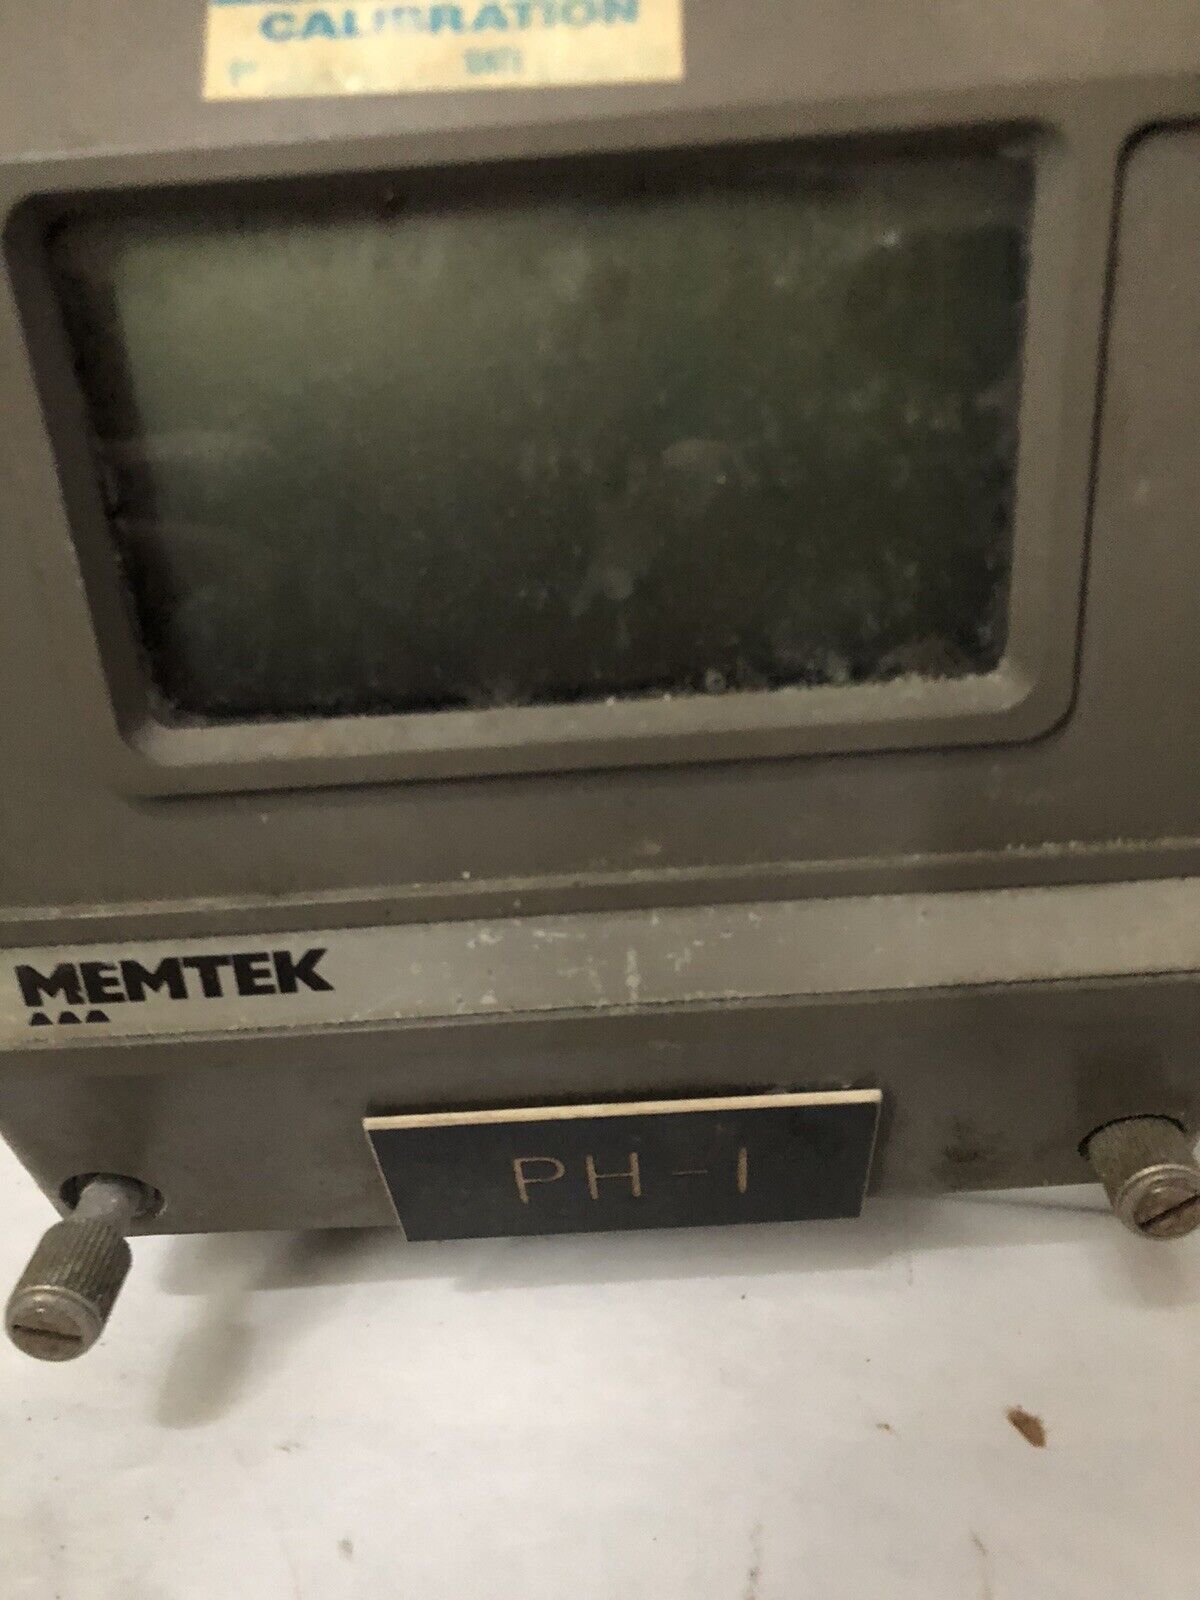 CALIBRATION
MEMTEK
PH-1